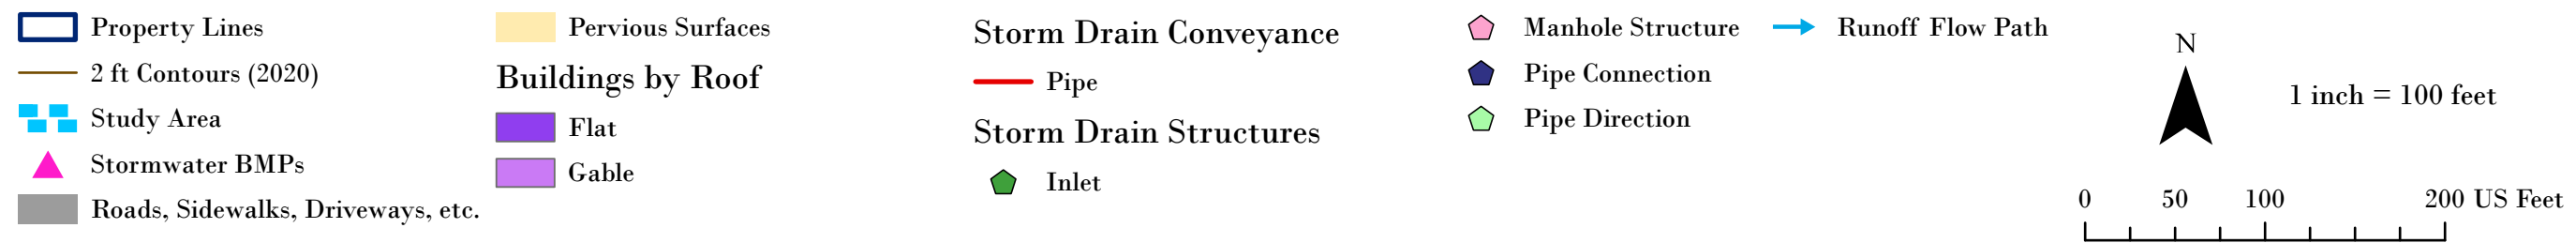 Property Lines
2 ft Contours (2020)
Study Area
Stormwater BMPs
Roads, Sidewalks, Driveways, etc.
Pervious Surfaces
Buildings by Roof
Flat
Gable
Storm Drain Conveyance
Pipe
Storm Drain Structures
Inlet
Manhole Structure
Pipe Connection
Pipe Direction
Runoff Flow Path
N
1 inch = 100 feet
0 50 100 200 US Feet